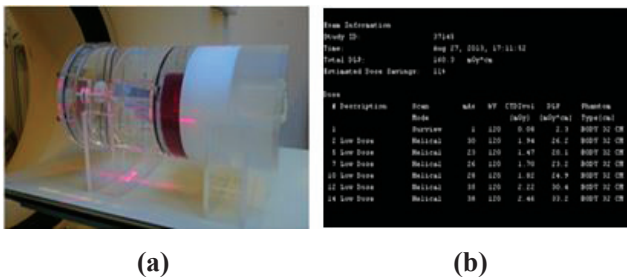 Exam Information
Study ID: 37141
Time: Aug 27, 2013, 17:11:52
Total DLP: 160.3 mGy*cm
Estimated Dose Savings: 11%
Dose
# Description Scan Mode mAs kV CTDIvol (mGy) DLP (mGy*cm) Phantom Type[cm]
1 Surview 1 120 0.06 2.3 BODY 32 CM
2 Low Dose Helical 30 120 1.94 26.2 BODY 32 CM
Low Dose Helical 23 120 1.47 20.1 BODY 32 CM
7 Low Dose Helical 26 120 1.70 23.2 BODY 32 CM
10 Low Dose Helical 28 120 1.82 24.9 BODY 32 CM
12 Low Dose Helical 120 2.22 30.4 BODY 32 CM
14 Low Dose Helical 38 120 2.46 33.2 BODY 32 CM
(a) (b)